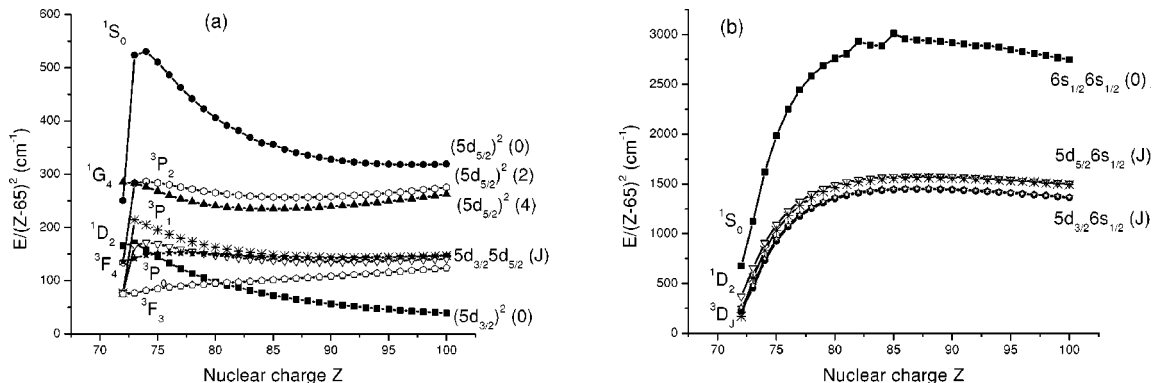 (a)
600
500
400
300
200
100
0
E/(Z-65)² (cm⁻¹)
¹S₀
¹G₄
³P₂
³P₁
¹D₂
³F₄
³P₀
³F₃
(5d₅/₂)² (0)
(5d₅/₂)² (2)
(5d₅/₂)² (4)
5d₃/₂5d₅/₂ (J)
(5d₃/₂)² (0)
70 75 80 85 90 95 100
Nuclear charge Z
(b)
3000
2500
2000
1500
1000
500
0
E/(Z-65)² (cm⁻¹)
6s₁/₂6s₁/₂ (0)
5d₅/₂6s₁/₂ (J)
5d₃/₂6s₁/₂ (J)
¹S₀
¹D₂
³D_J
70 75 80 85 90 95 100
Nuclear charge Z